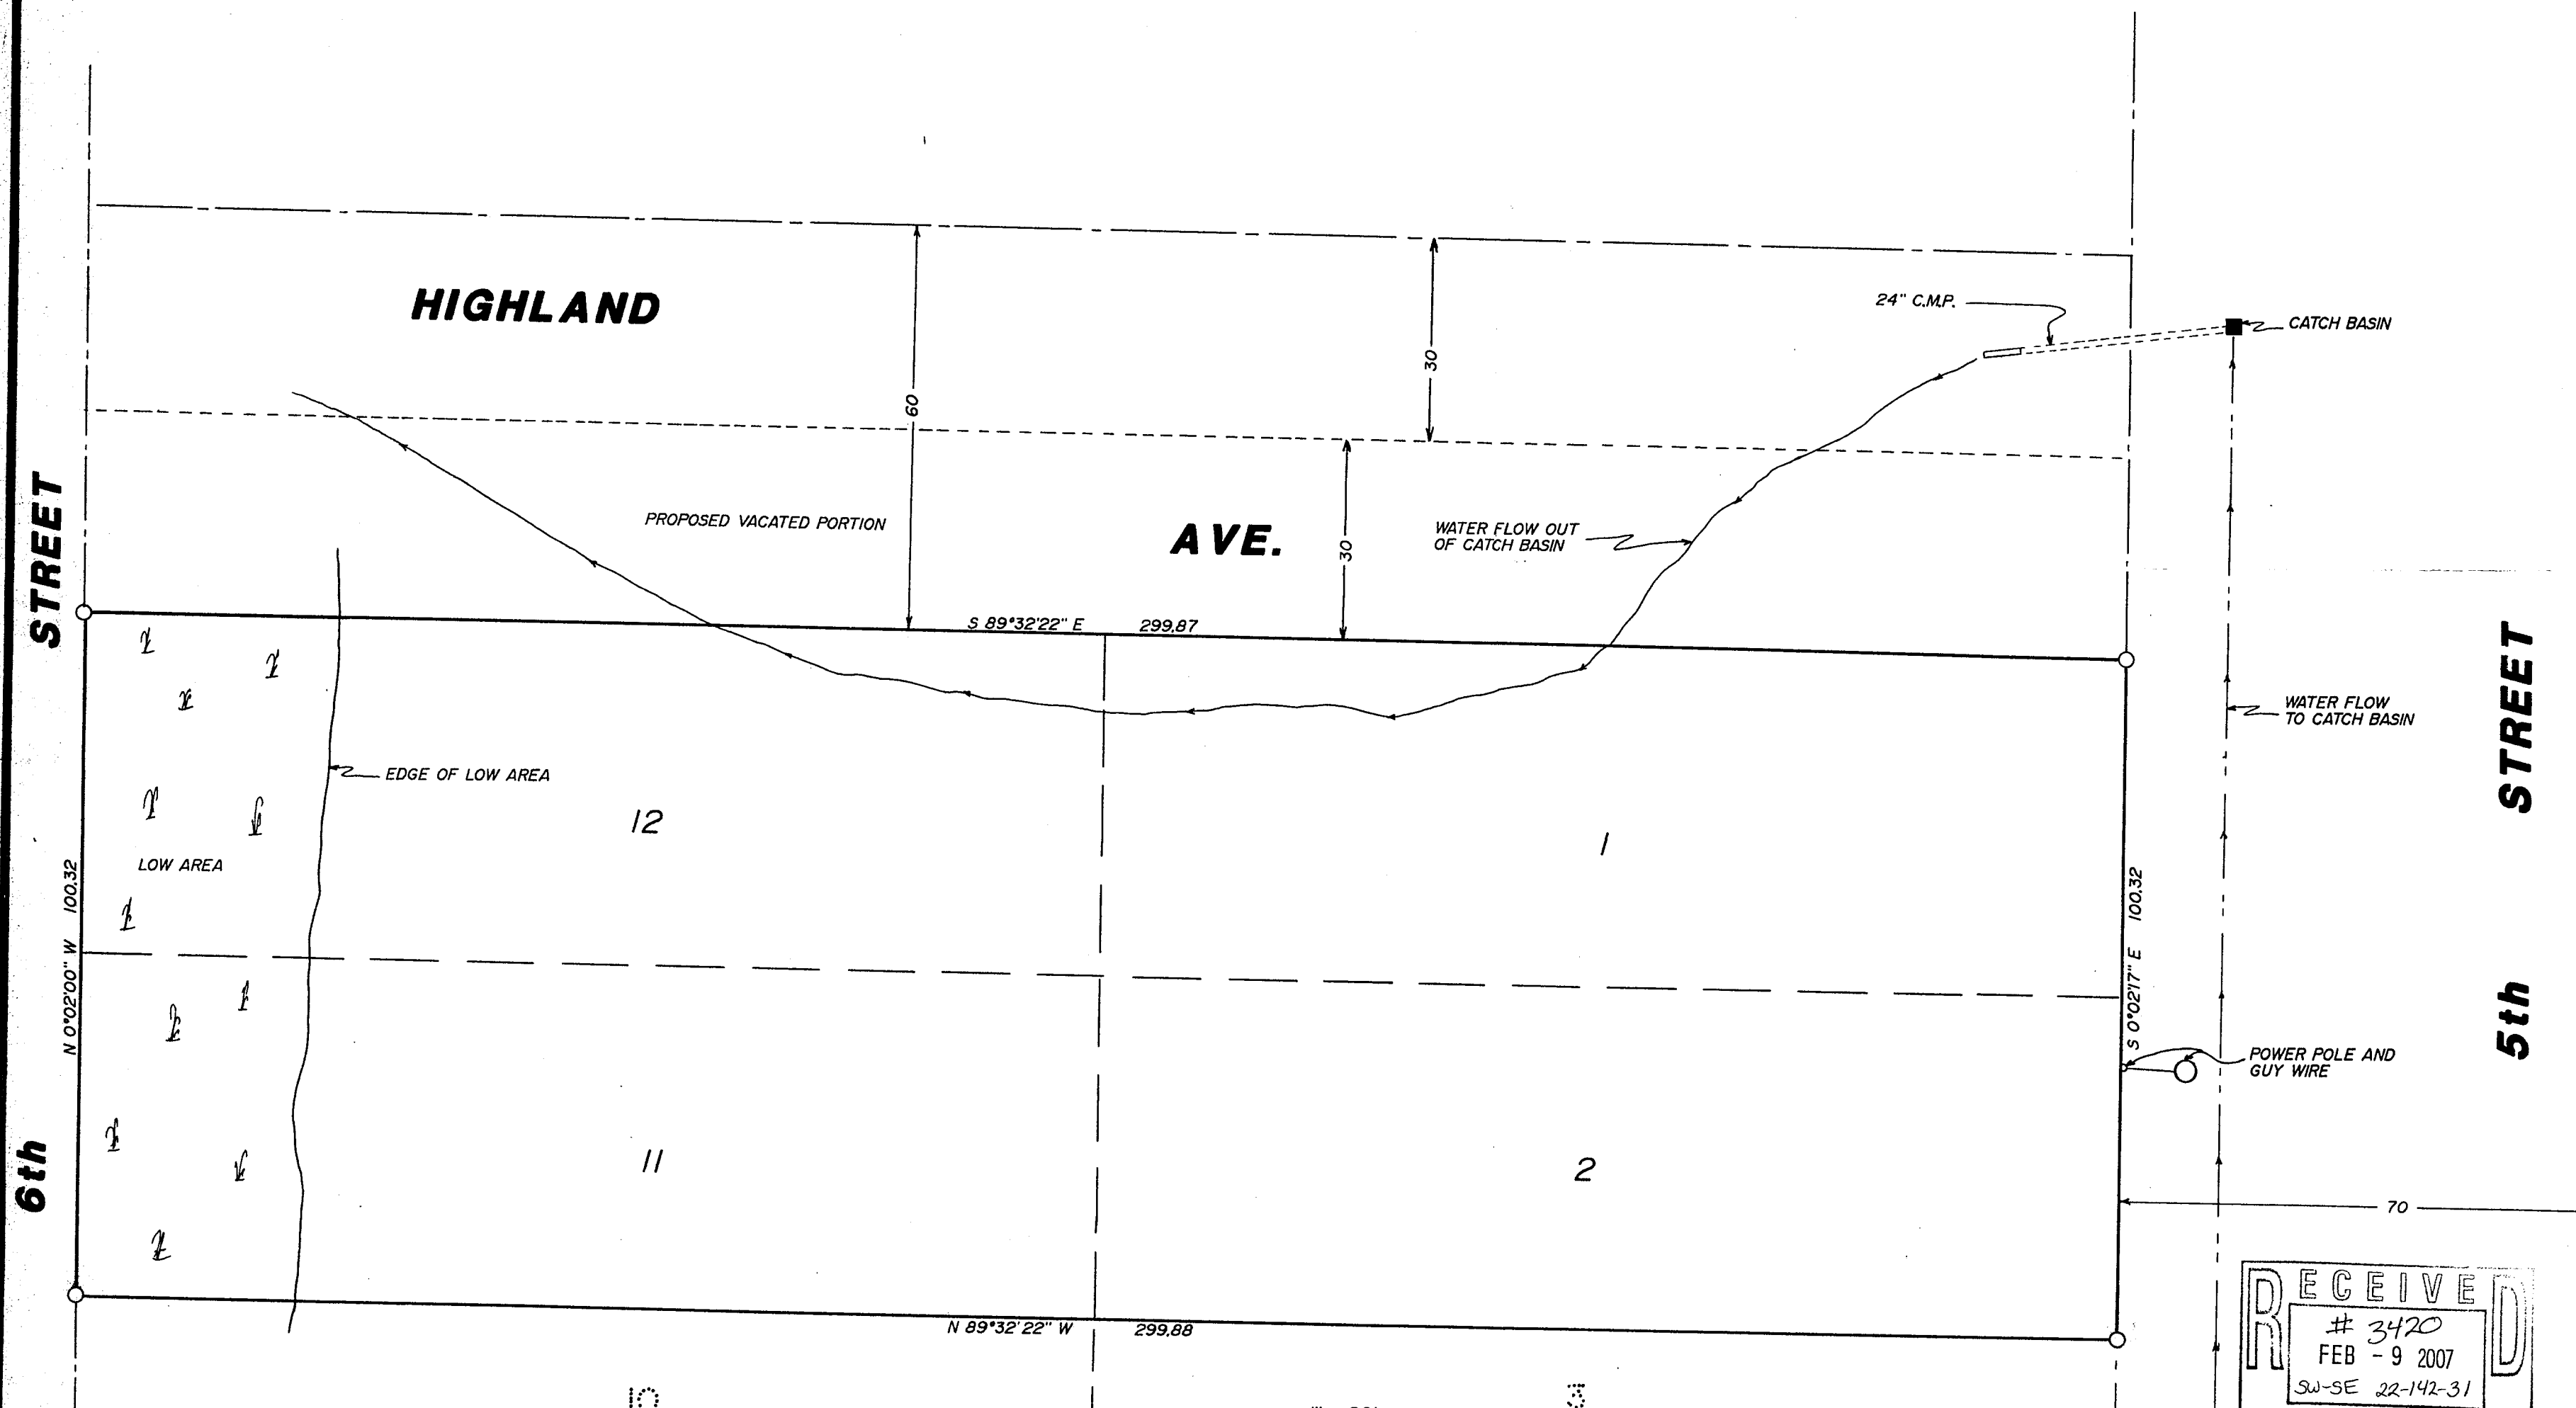 HIGHLAND
24" C.M.P.
CATCH BASIN
30
60
STREET
PROPOSED VACATED PORTION
AVE.
30
WATER FLOW OUT
OF CATCH BASIN
S 89°32'22" E 299.87
WATER FLOW
TO CATCH BASIN
STREET
EDGE OF LOW AREA
12
1
LOW AREA
N 0°02'00" W 100.32
S 0°02'17" E 100.32
5th
POWER POLE AND
GUY WIRE
6th
11
2
70
N 89°32'22" W 299.88
RECEIVED
# 3420
FEB - 9 2007
SW-SE 22-142-31
10
3